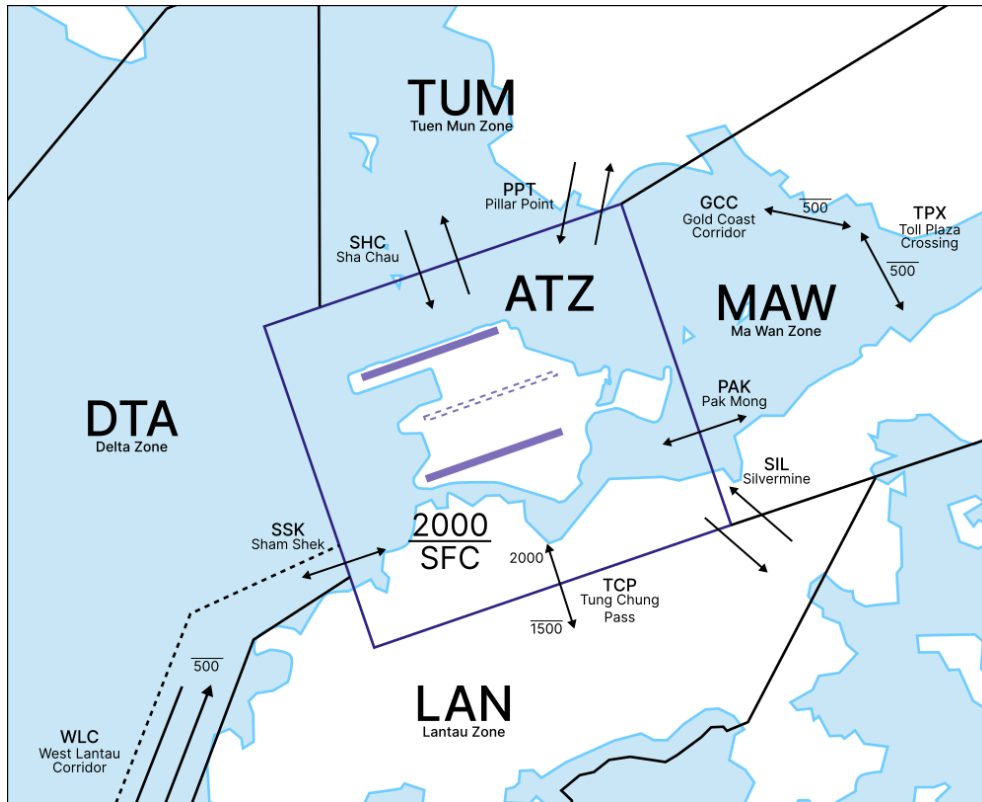 TUM
Tuen Mun Zone
PPT
Pillar Point
GCC
Gold Coast
Corridor
500
TPX
Toll Plaza
Crossing
500
SHC
Sha Chau
ATZ
MAW
Ma Wan Zone
DTA
Delta Zone
PAK
Pak Mong
SIL
Silvermine
2000
SFC
SSK
Sham Shek
2000
TCP
Tung Chung
Pass
1500
500
LAN
Lantau Zone
WLC
West Lantau
Corridor